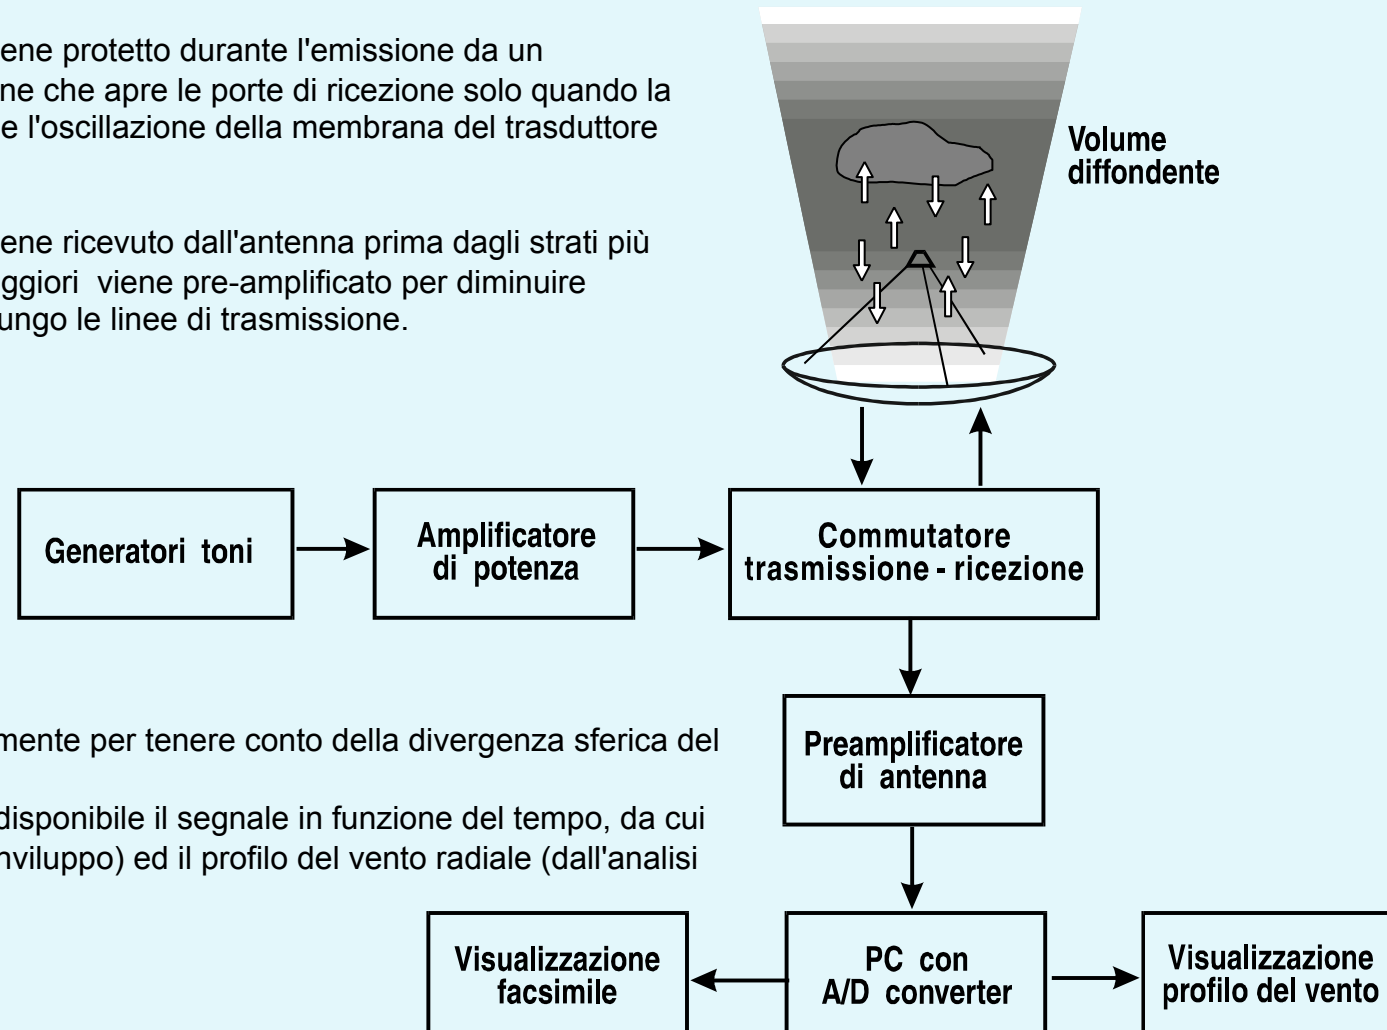 ene protetto durante l'emissione da un
ne che apre le porte di ricezione solo quando la
e l'oscillazione della membrana del trasduttore
Volume
diffondente
ene ricevuto dall'antenna prima dagli strati più
ggiori viene pre-amplificato per diminuire
ungo le linee di trasmissione.
Generatori toni
Amplificatore
di potenza
Commutatore
trasmissione - ricezione
mente per tenere conto della divergenza sferica del
Preamplificatore
di antenna
disponibile il segnale in funzione del tempo, da cui
nviluppo) ed il profilo del vento radiale (dall'analisi
Visualizzazione
facsimile
PC con
A/D converter
Visualizzazione
profilo del vento